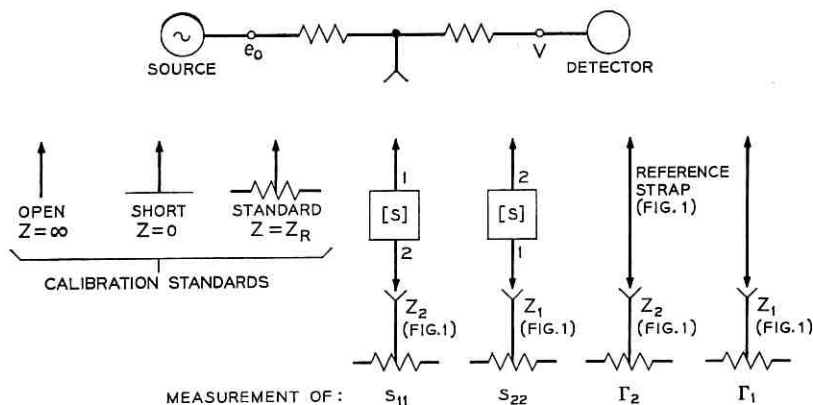 SOURCE
e₀
V
DETECTOR
OPEN
Z=∞
SHORT
Z=0
STANDARD
Z=Z_R
CALIBRATION STANDARDS
1
[S]
2
Z₂
(FIG.1)
2
[S]
1
Z₁
(FIG.1)
REFERENCE
STRAP
(FIG. 1)
Z₂
(FIG.1)
Z₁
(FIG.1)
MEASUREMENT OF: S₁₁ S₂₂ Γ₂ Γ₁